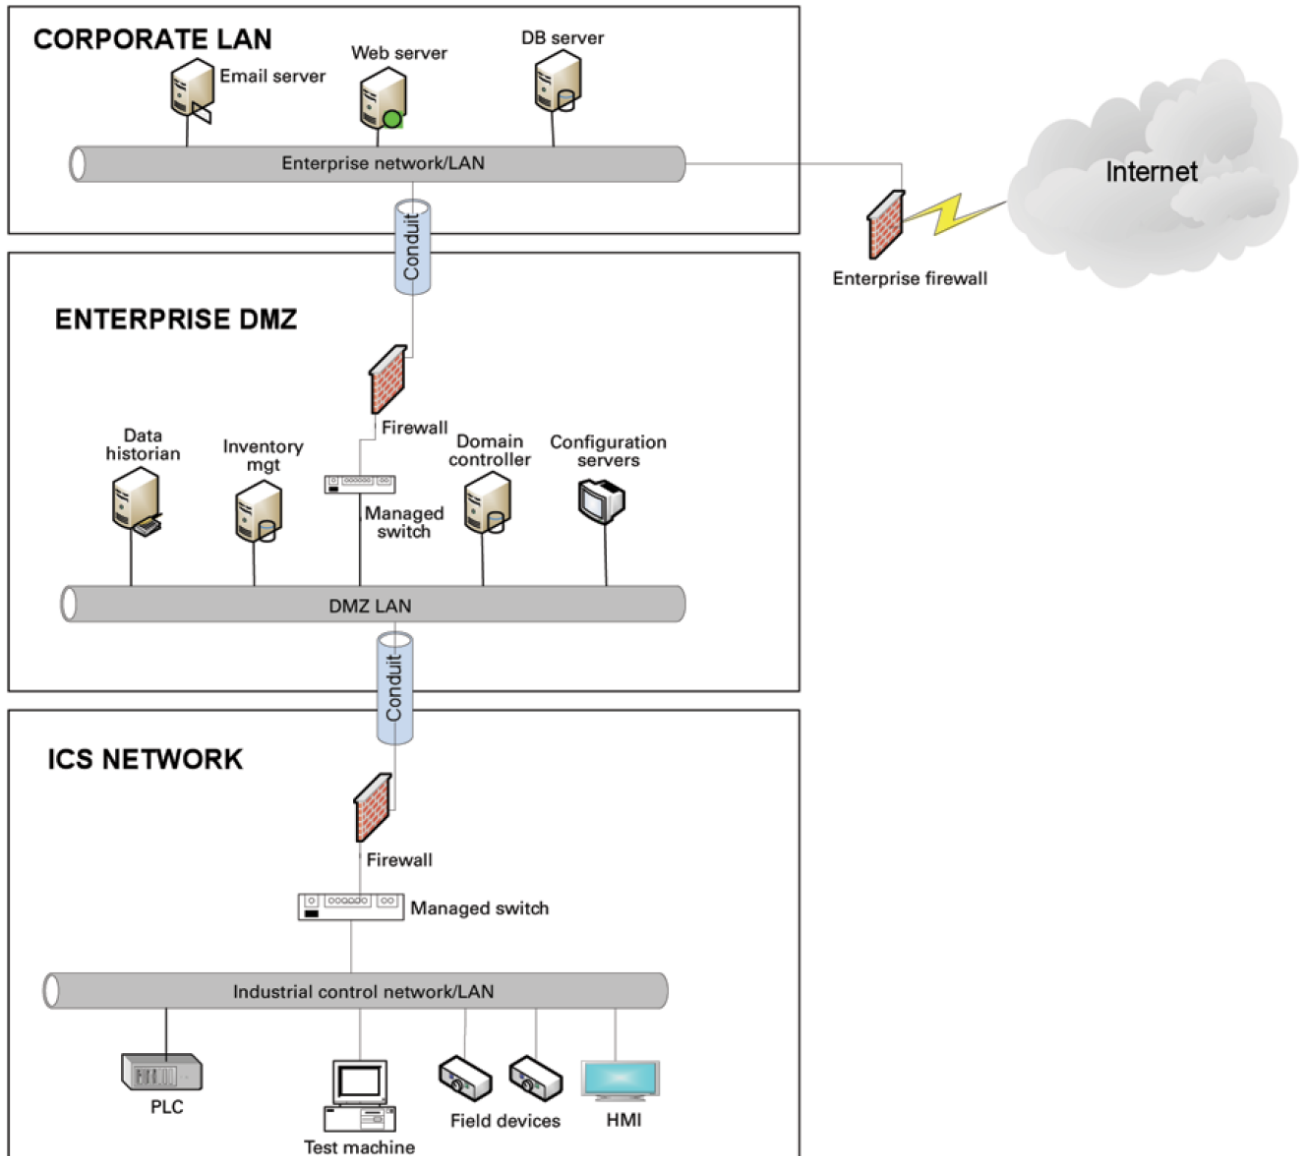 CORPORATE LAN
Email server
Web server
DB server
Enterprise network/LAN
Internet
Conduit
Enterprise firewall
ENTERPRISE DMZ
Firewall
Data
historian
Inventory
mgt
Managed
switch
Domain
controller
Configuration
servers
DMZ LAN
Conduit
ICS NETWORK
Firewall
Managed switch
Industrial control network/LAN
PLC
Test machine
Field devices
HMI